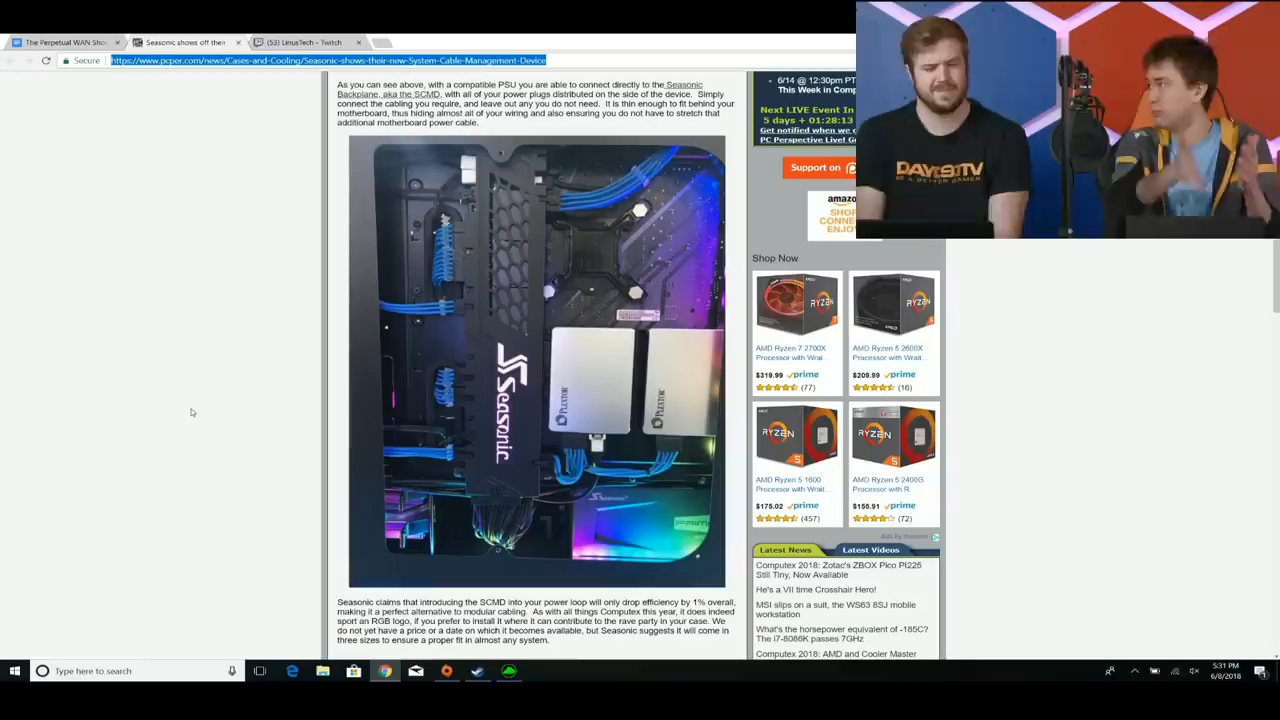 The Perpetual WAN Sho
Seasonic shows off their
(53) LinusTech - Twitch
Secure
https://www.pcper.com/news/Cases-and-Cooling/Seasonic-shows-their-new-System-Cable-Management-Device
As you can see above, with a compatible PSU you are able to connect directly to the Seasonic
Backplane, aka the SCMD, with all of your power plugs distributed on the side of the device. Simply
connect the cabling you require, and leave out any you do not need. It is thin enough to fit behind your
motherboard, thus hiding almost all of your wiring and also ensuring you do not have to stretch that
additional motherboard power cable.
Seasonic
PLEXTOR
PLEXTOR
Seasonic
PRIME
Seasonic claims that introducing the SCMD into your power loop will only drop efficiency by 1% overall,
making it a perfect alternative to modular cabling. As with all things Computex this year, it does indeed
sport an RGB logo, if you prefer to install it where it can contribute to the rave party in your case. We
do not yet have a price or a date on which it becomes available, but Seasonic suggests it will come in
three sizes to ensure a proper fit in almost any system.
6/14 @ 12:30pm PT
This Week in Comp
Next LIVE Event In
5 days + 01:28:13
Get notified when we
PC Perspective Live! G
Support on
amazo
SHOP
CONNE
ENJOY
DAY[9]TV
BE A BETTER GAMER
Shop Now
RYZEN
AMD Ryzen 7 2700X
Processor with Wrai...
$319.99 prime
(77)
RYZEN
AMD Ryzen 5 2600X
Processor with Wrait...
$209.99 prime
(16)
RYZEN
5
AMD Ryzen 5 1600
Processor with Wrait...
$175.02 prime
(457)
RYZEN
5
AMD Ryzen 5 2400G
Processor with R
$155.91 prime
(72)
Ads by Amazon
Latest News
Latest Videos
Computex 2018: Zotac's ZBOX Pico PI225
Still Tiny, Now Available
He's a VII time Crosshair Hero!
MSI slips on a suit, the WS63 8SJ mobile
workstation
What's the horsepower equivalent of -185C?
The i7-8086K passes 7GHz
Computex 2018: AMD and Cooler Master
Type here to search
5:31 PM
6/8/2018